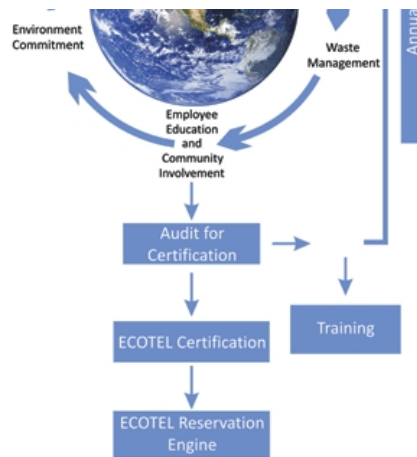 Environment
Commitment
Waste
Management
Employee
Education
and
Community
Involvement
Audit for
Certification
ECOTEL Certification
Training
ECOTEL Reservation
Engine